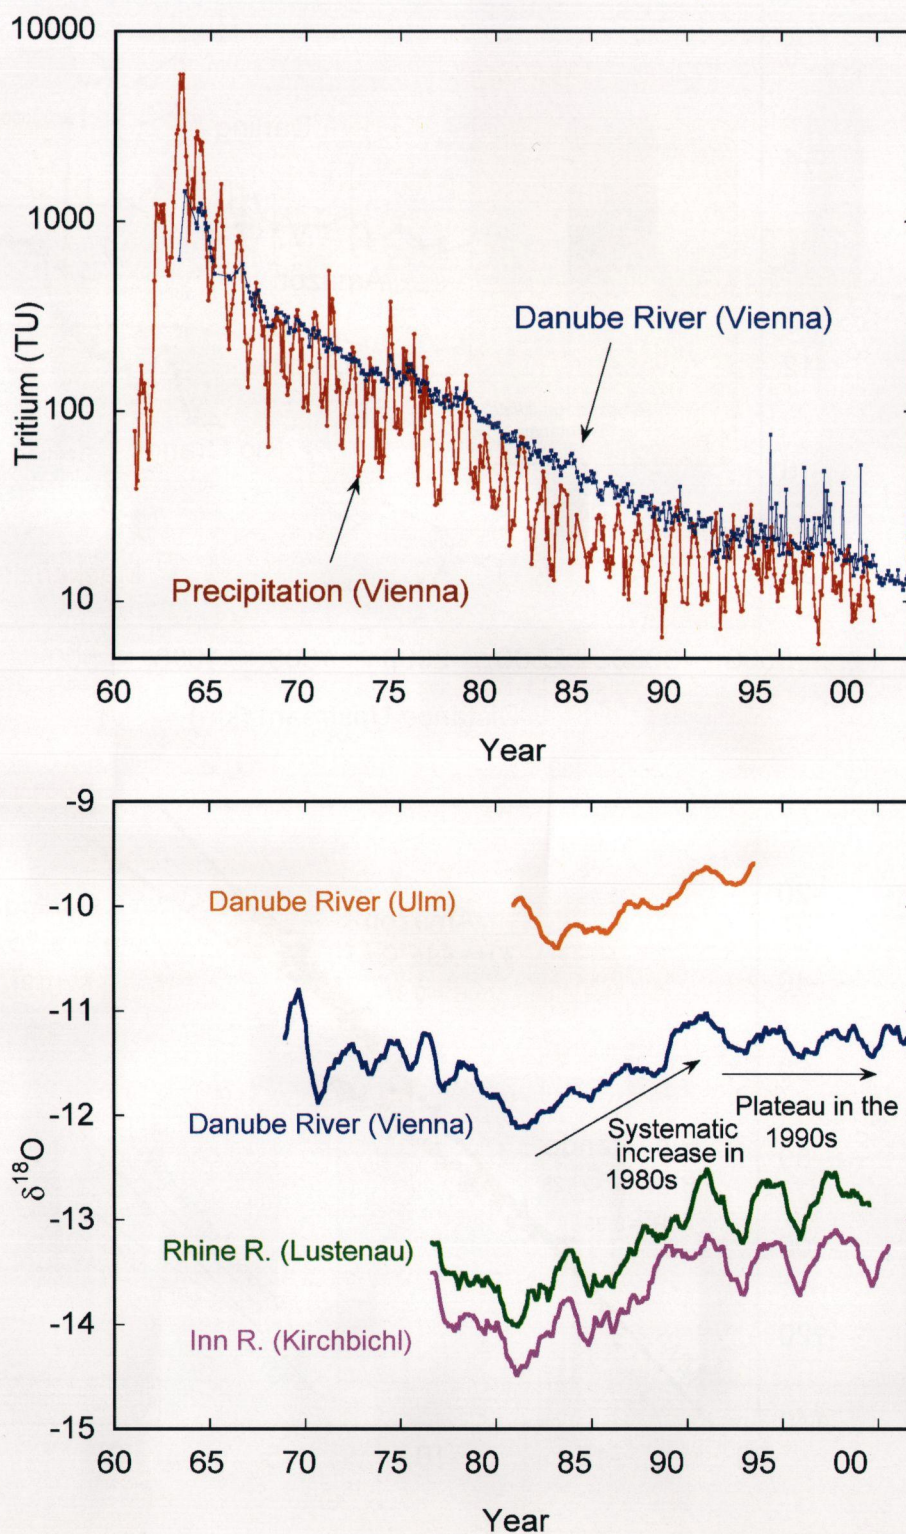 10000
1000
100
10
Tritium (TU)
Danube River (Vienna)
Precipitation (Vienna)
60 65 70 75 80 85 90 95 00
Year
-9
-10
-11
-12
-13
-14
-15
δ¹⁸O
Danube River (Ulm)
Danube River (Vienna)
Systematic
increase in
1980s
Plateau in the
1990s
Rhine R. (Lustenau)
Inn R. (Kirchbichl)
60 65 70 75 80 85 90 95 00
Year